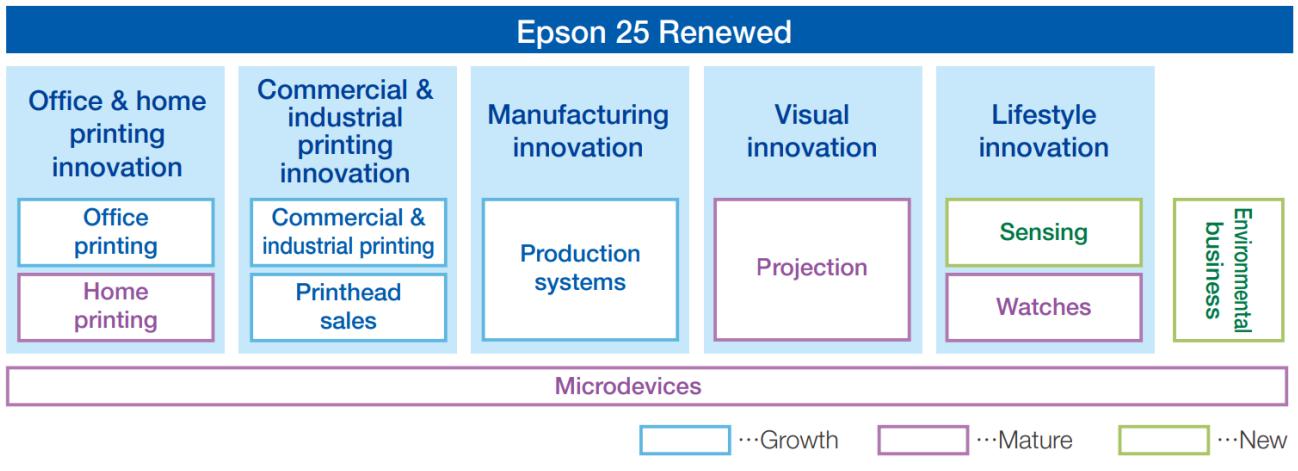 Epson 25 Renewed
Office & home
printing
innovation
Office
printing
Home
printing
Commercial &
industrial
printing
innovation
Commercial &
industrial printing
Printhead
sales
Manufacturing
innovation
Production
systems
Visual
innovation
Projection
Lifestyle
innovation
Sensing
Watches
Environmental
business
Microdevices
…Growth
…Mature
…New